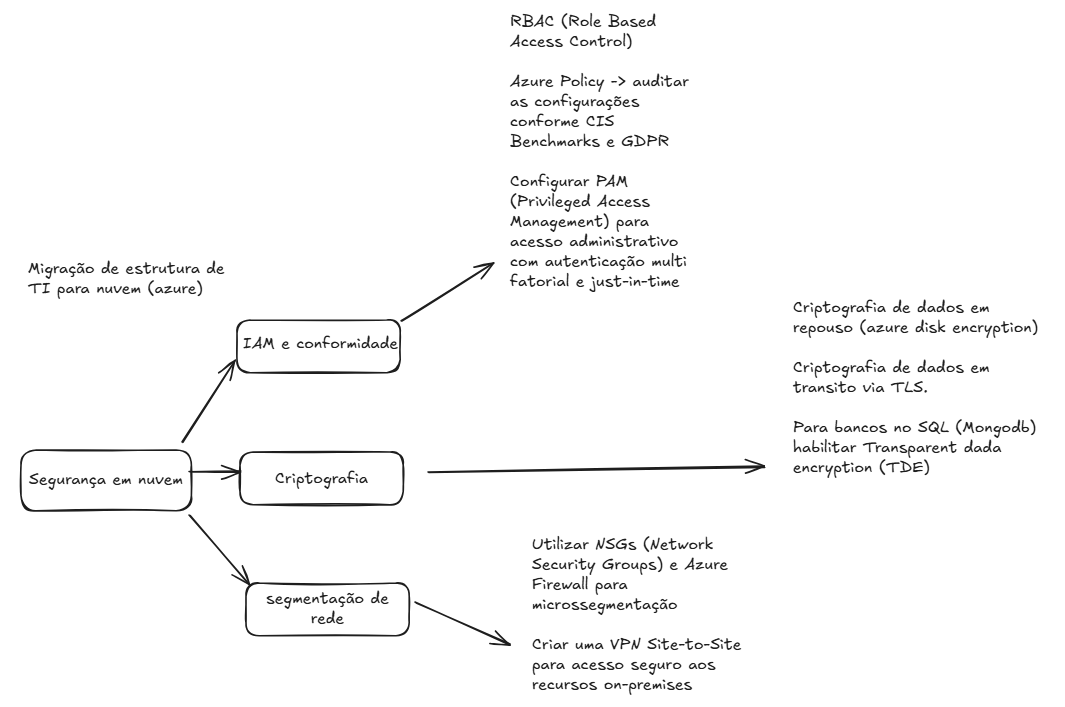 Migração de estrutura de
TI para nuvem (azure)
Segurança em nuvem
IAM e conformidade
RBAC (Role Based
Access Control)
Azure Policy -> auditar
as configurações
conforme CIS
Benchmarks e GDPR
Configurar PAM
(Privileged Access
Management) para
acesso administrativo
com autenticação multi
fatorial e just-in-time
Criptografia
Criptografia de dados em
repouso (azure disk encryption)
Criptografia de dados em
transito via TLS.
Para bancos no SQL (Mongodb)
habilitar Transparent dada
encryption (TDE)
segmentação de
rede
Utilizar NSGs (Network
Security Groups) e Azure
Firewall para
microssegmentação
Criar uma VPN Site-to-Site
para acesso seguro aos
recursos on-premises